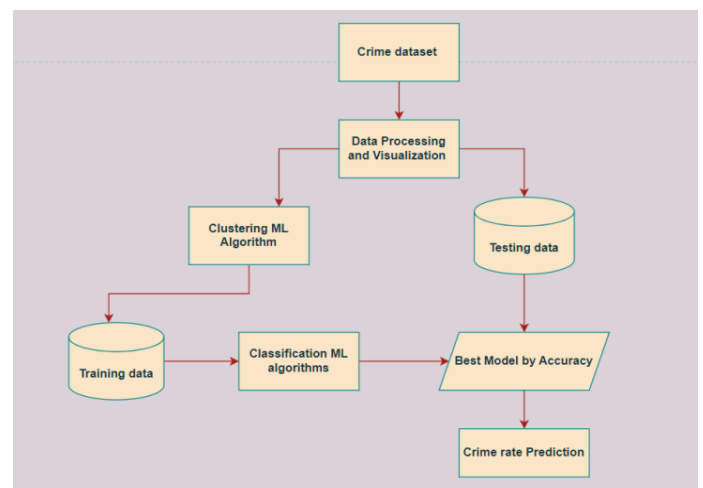 Crime dataset
Data Processing
and Visualization
Clustering ML
Algorithm
Testing data
Training data
Classification ML
algorithms
Best Model by Accuracy
Crime rate Prediction